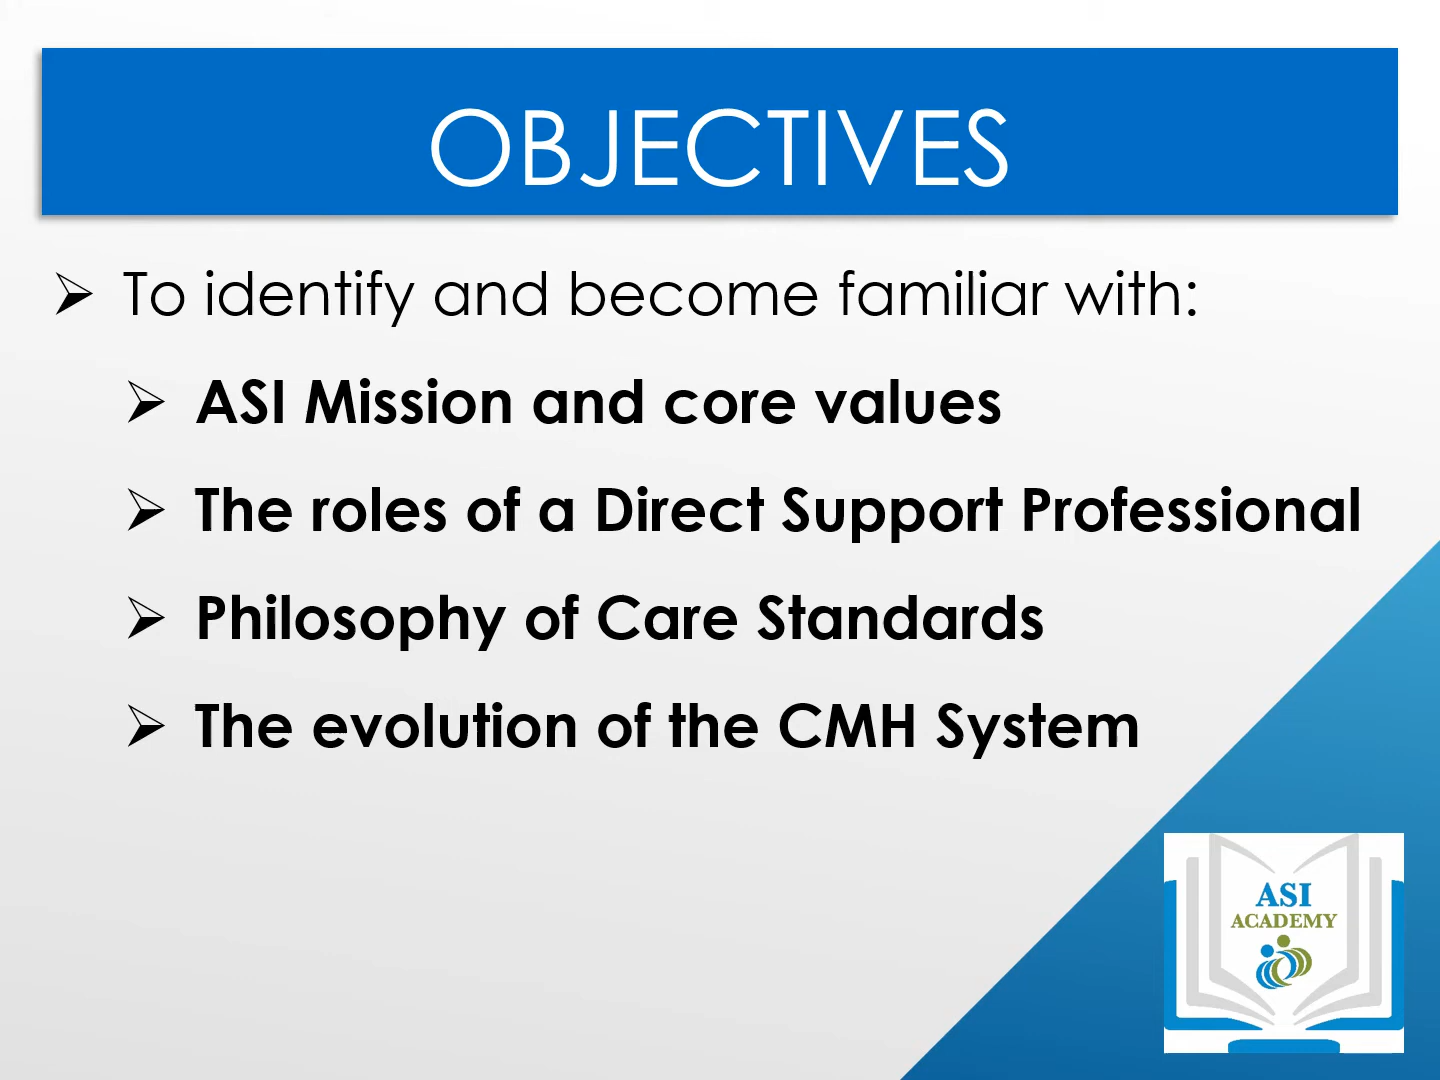 OBJECTIVES
To identify and become familiar with:
ASI Mission and core values
The roles of a Direct Support Professional
Philosophy of Care Standards
The evolution of the CMH System
ASI
ACADEMY